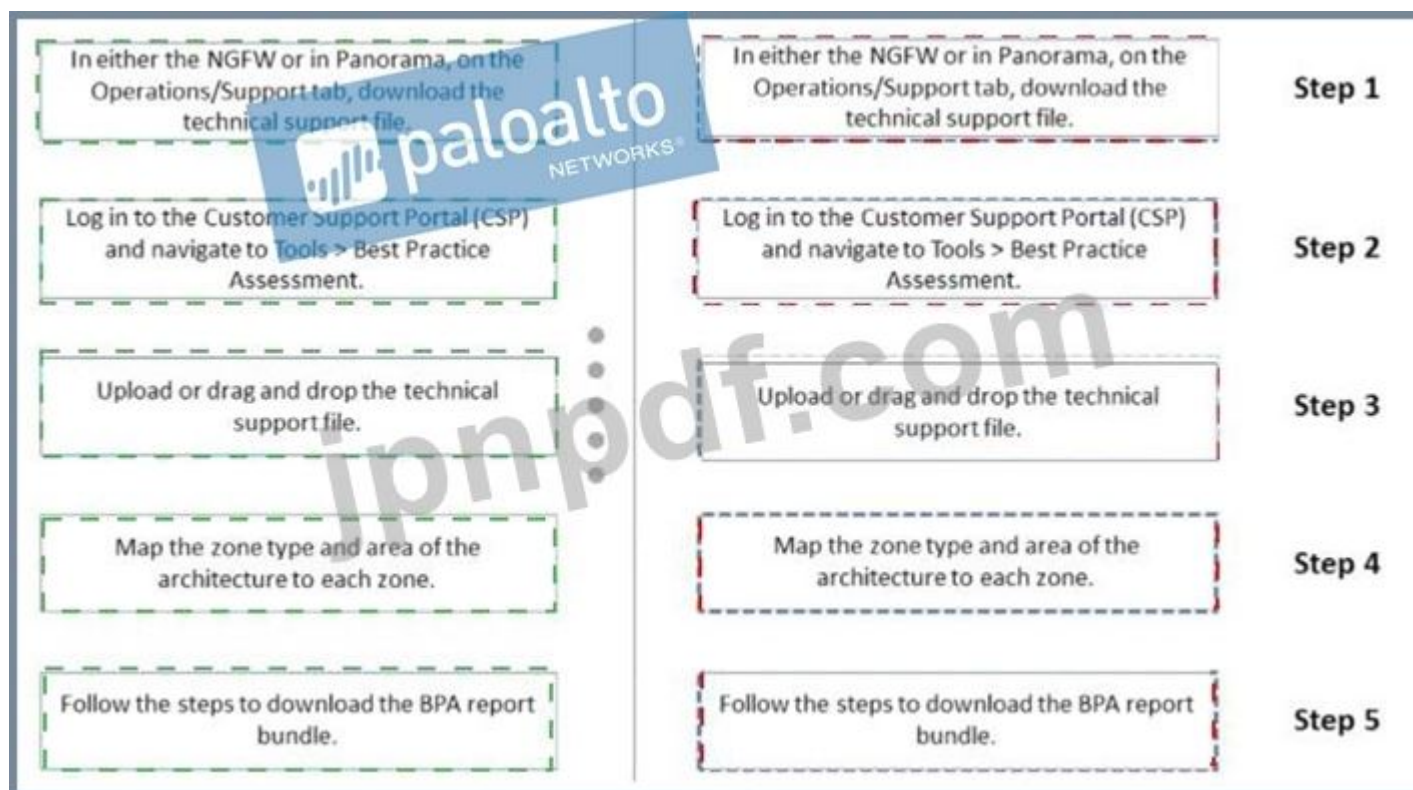 In either the NGFW or in Panorama, on the
Operations/Support tab, download the
technical support file.
Log in to the Customer Support Portal (CSP)
and navigate to Tools > Best Practice
Assessment.
Upload or drag and drop the technical
support file.
Map the zone type and area of the
architecture to each zone.
Follow the steps to download the BPA report
bundle.
In either the NGFW or in Panorama, on the
Operations/Support tab, download the
technical support file.
Step 1
Log in to the Customer Support Portal (CSP)
and navigate to Tools > Best Practice
Assessment.
Step 2
Upload or drag and drop the technical
support file.
Step 3
Map the zone type and area of the
architecture to each zone.
Step 4
Follow the steps to download the BPA report
bundle.
Step 5
paloalto
NETWORKS®
jpnpdf.com